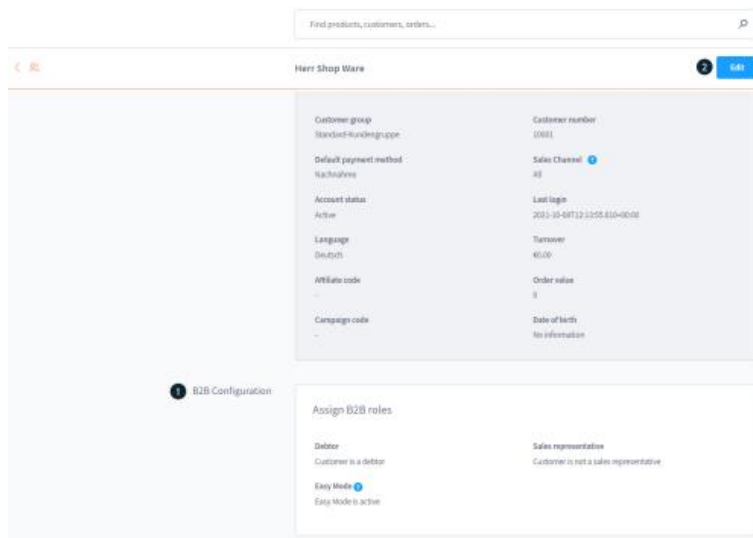 Find products, customers, orders...
Herr Shop Ware
2 Edit
Customer group
Customer number
Standard-Kundengruppe
10001
Default payment method
Sales Channel ?
Nachnahme
All
Account status
Last login
Active
Language
Turnover
Deutsch
€0.00
Affiliate code
Order value
-
0
Campaign code
Date of birth
-
No information
1 B2B Configuration
Assign B2B roles
Debtor
Sales representative
Customer is a debtor
Customer is not a sales representative
Easy Mode ?
Easy Mode is active